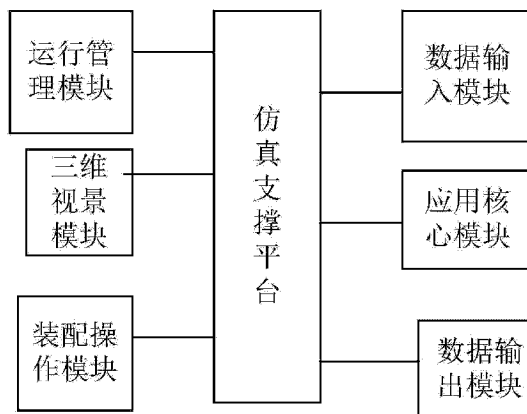 运行管
理模块
三维
视景
模块
装配操
作模块
仿
真
支
撑
平
台
数据输
入模块
应用核
心模块
数据输
出模块